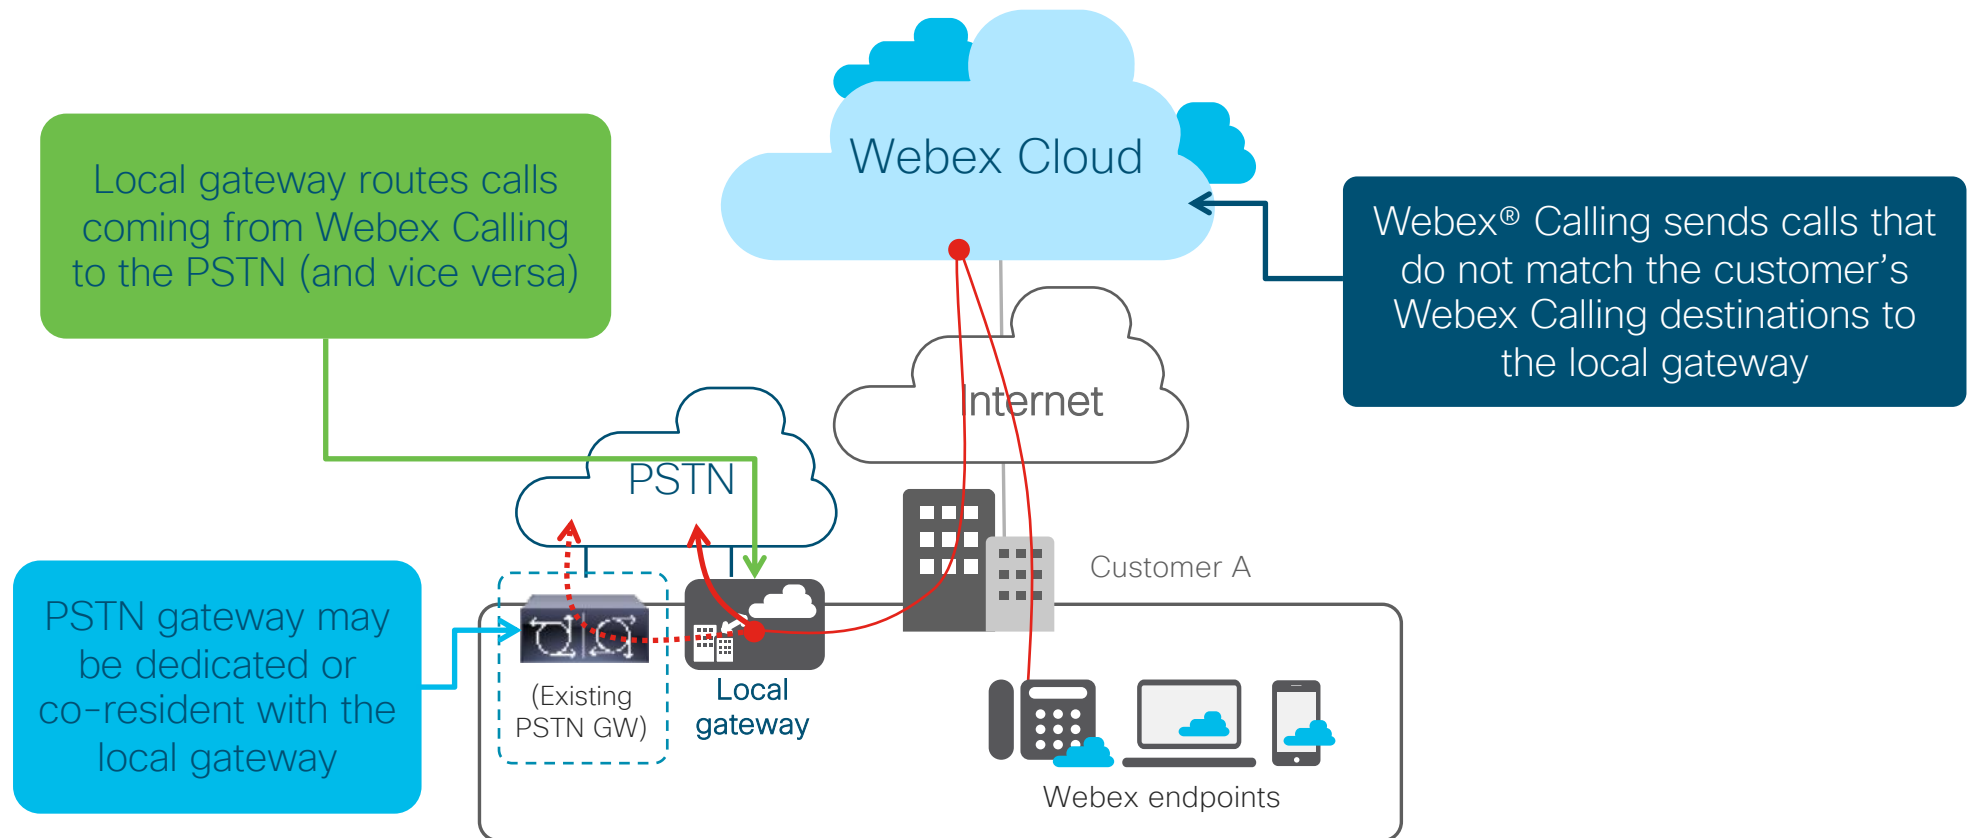 Webex Cloud
Local gateway routes calls
coming from Webex Calling
to the PSTN (and vice versa)
Webex® Calling sends calls that
do not match the customer’s
Webex Calling destinations to
the local gateway
Internet
PSTN
Customer A
PSTN gateway may
be dedicated or
co-resident with the
local gateway
(Existing
PSTN GW)
Local
gateway
Webex endpoints